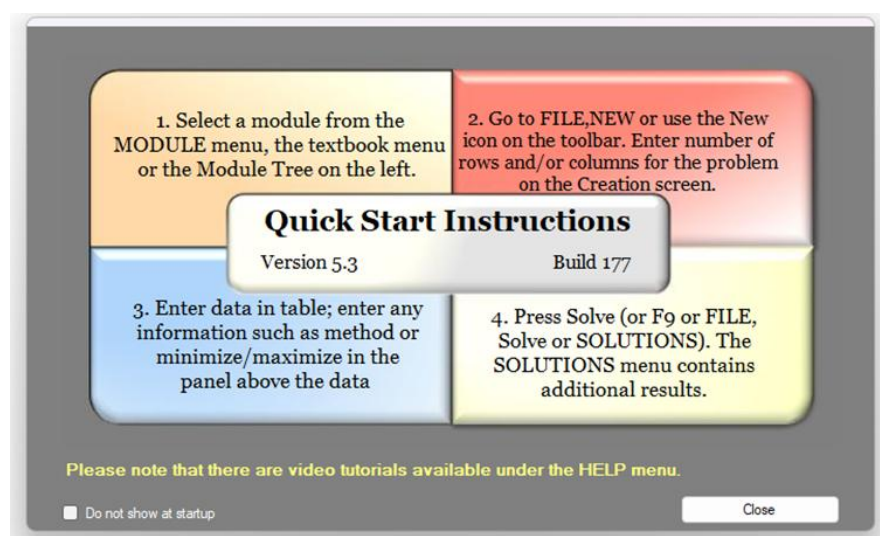 1. Select a module from the
MODULE menu, the textbook menu
or the Module Tree on the left.
2. Go to FILE,NEW or use the New
icon on the toolbar. Enter number of
rows and/or columns for the problem
on the Creation screen.
Quick Start Instructions
Version 5.3
Build 177
3. Enter data in table; enter any
information such as method or
minimize/maximize in the
panel above the data
4. Press Solve (or F9 or FILE,
Solve or SOLUTIONS). The
SOLUTIONS menu contains
additional results.
Please note that there are video tutorials available under the HELP menu.
Do not show at startup
Close